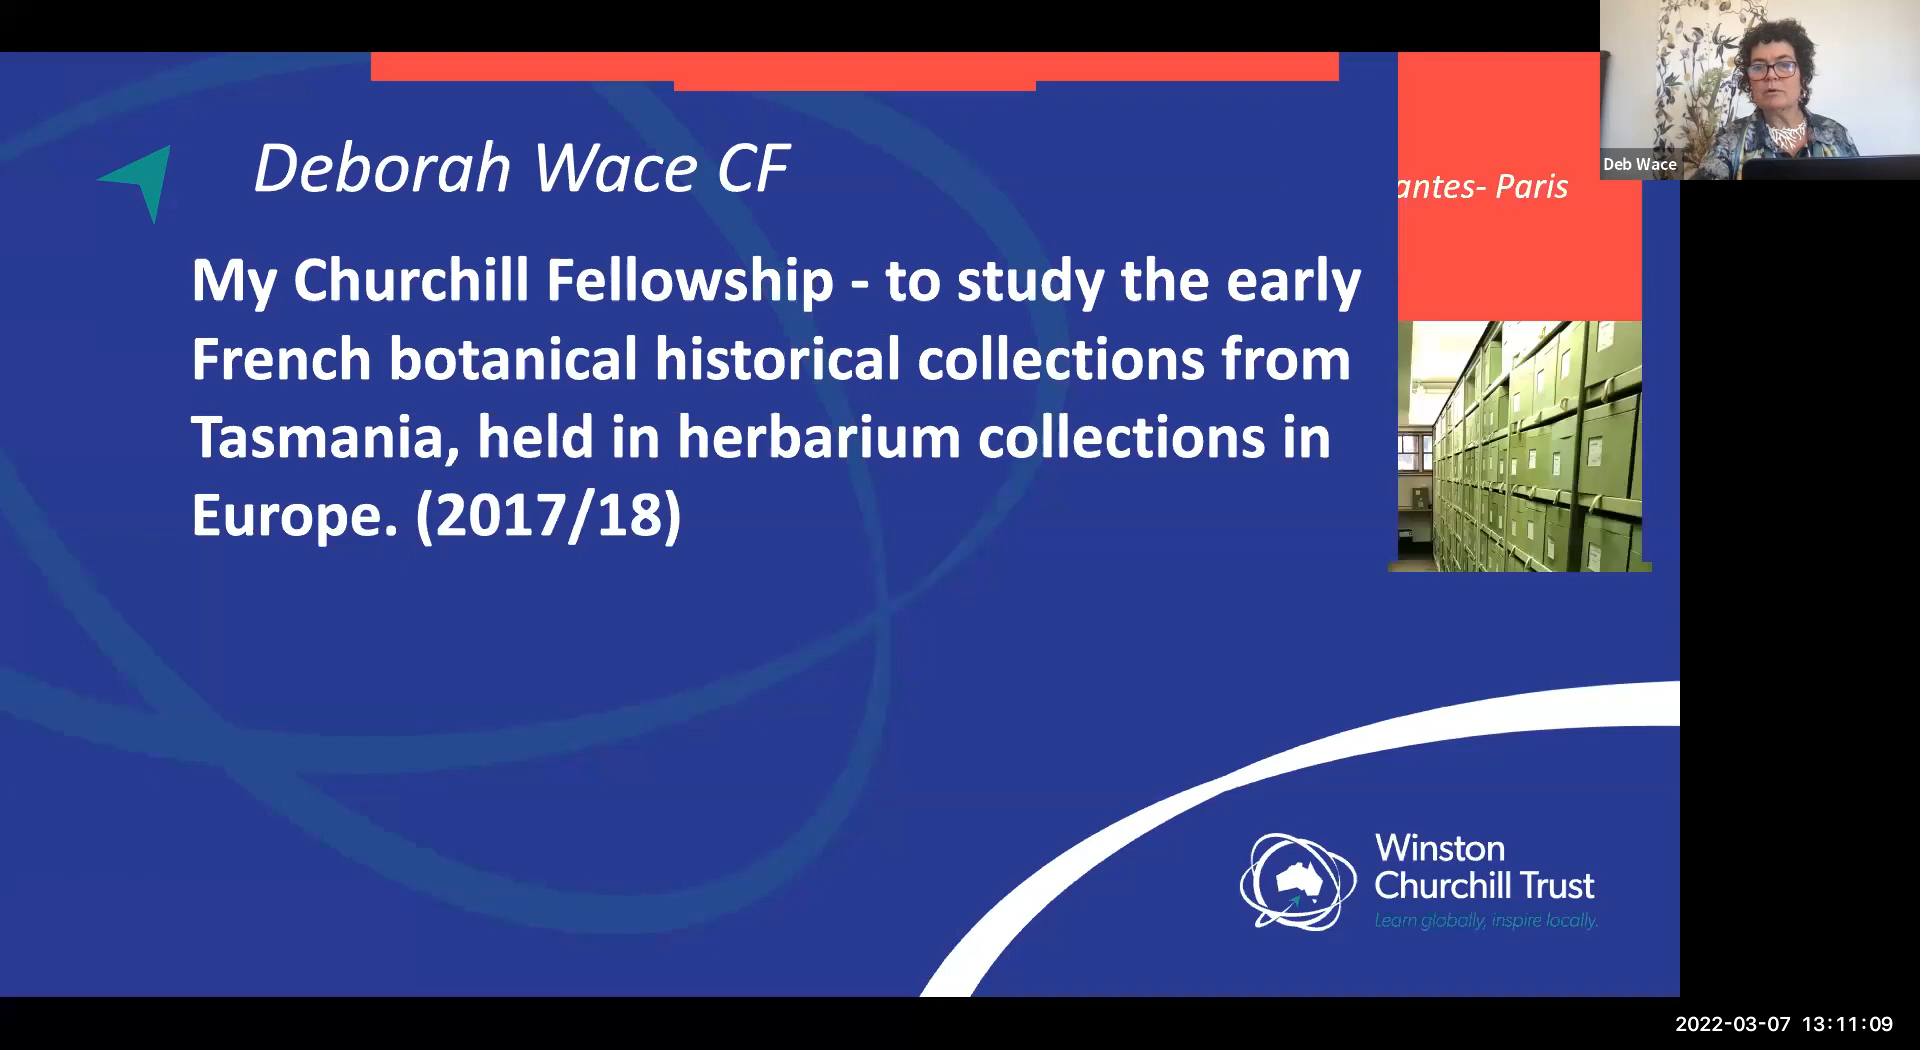 Deb Wace
Deborah Wace CF
antes- Paris
My Churchill Fellowship - to study the early
French botanical historical collections from
Tasmania, held in herbarium collections in
Europe. (2017/18)
Winston
Churchill Trust
Learn globally, inspire locally.
2022-03-07 13:11:09